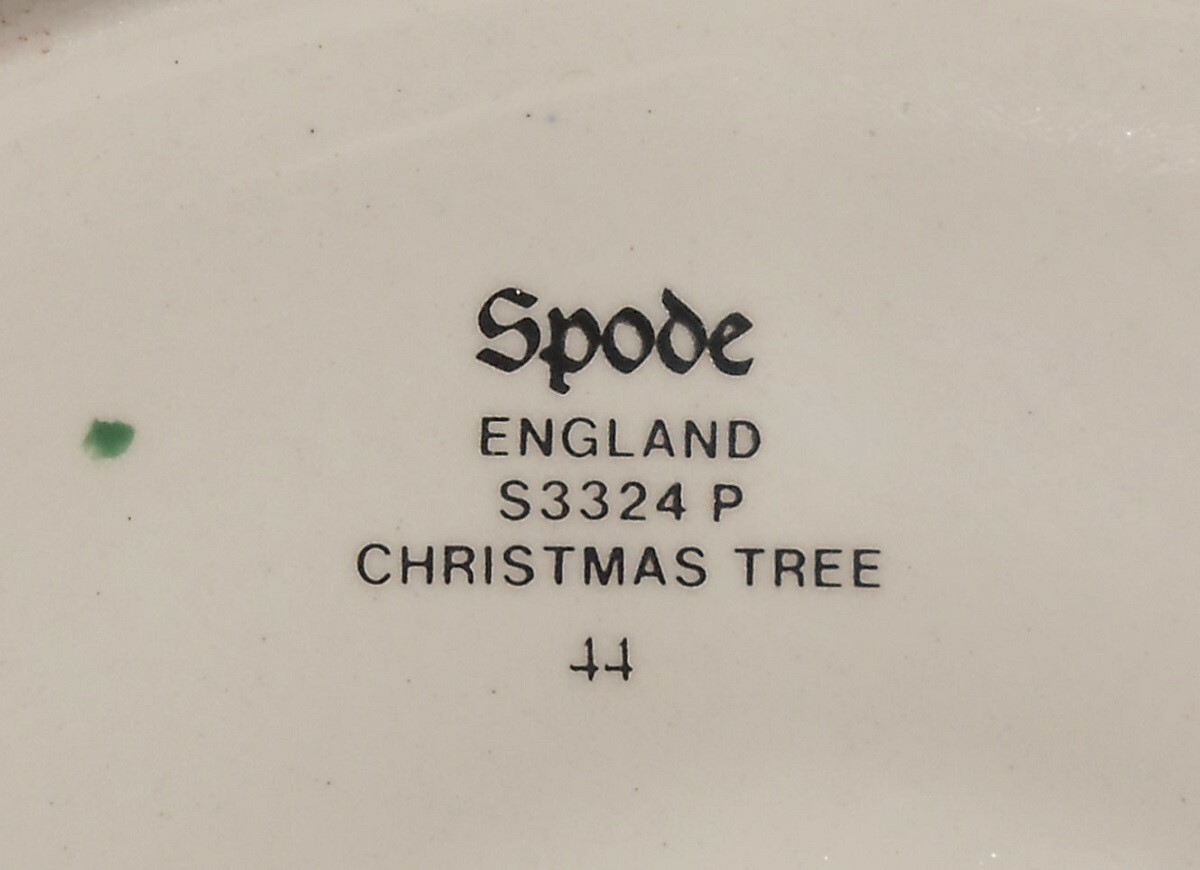 Spode
ENGLAND
S3324 P
CHRISTMAS TREE
44